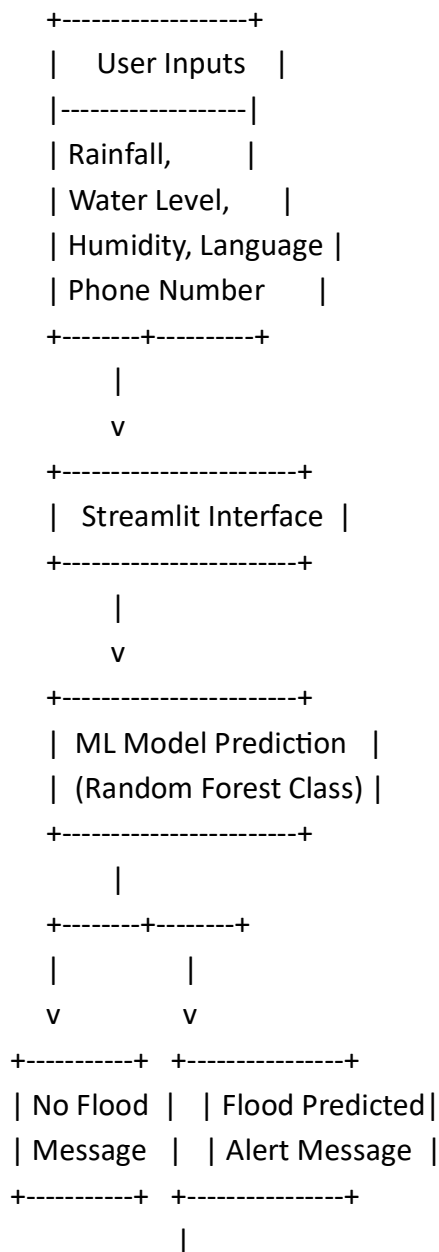 +-------------------+
|    User Inputs   |
|-------------------|
| Rainfall,        |
| Water Level,      |
| Humidity, Language |
| Phone Number      |
+--------+----------+
|
v
+------------------------+
|   Streamlit Interface  |
+------------------------+
|
v
+------------------------+
|  ML Model Prediction   |
|  (Random Forest Class) |
+------------------------+
|
+--------+--------+
|            |
v            v
+-----------+  +----------------+
| No Flood  |  | Flood Predicted|
| Message   |  | Alert Message  |
+-----------+  +----------------+
|